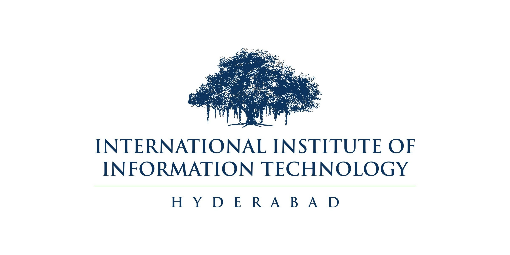 INTERNATIONAL INSTITUTE OF
INFORMATION TECHNOLOGY
HYDERABAD